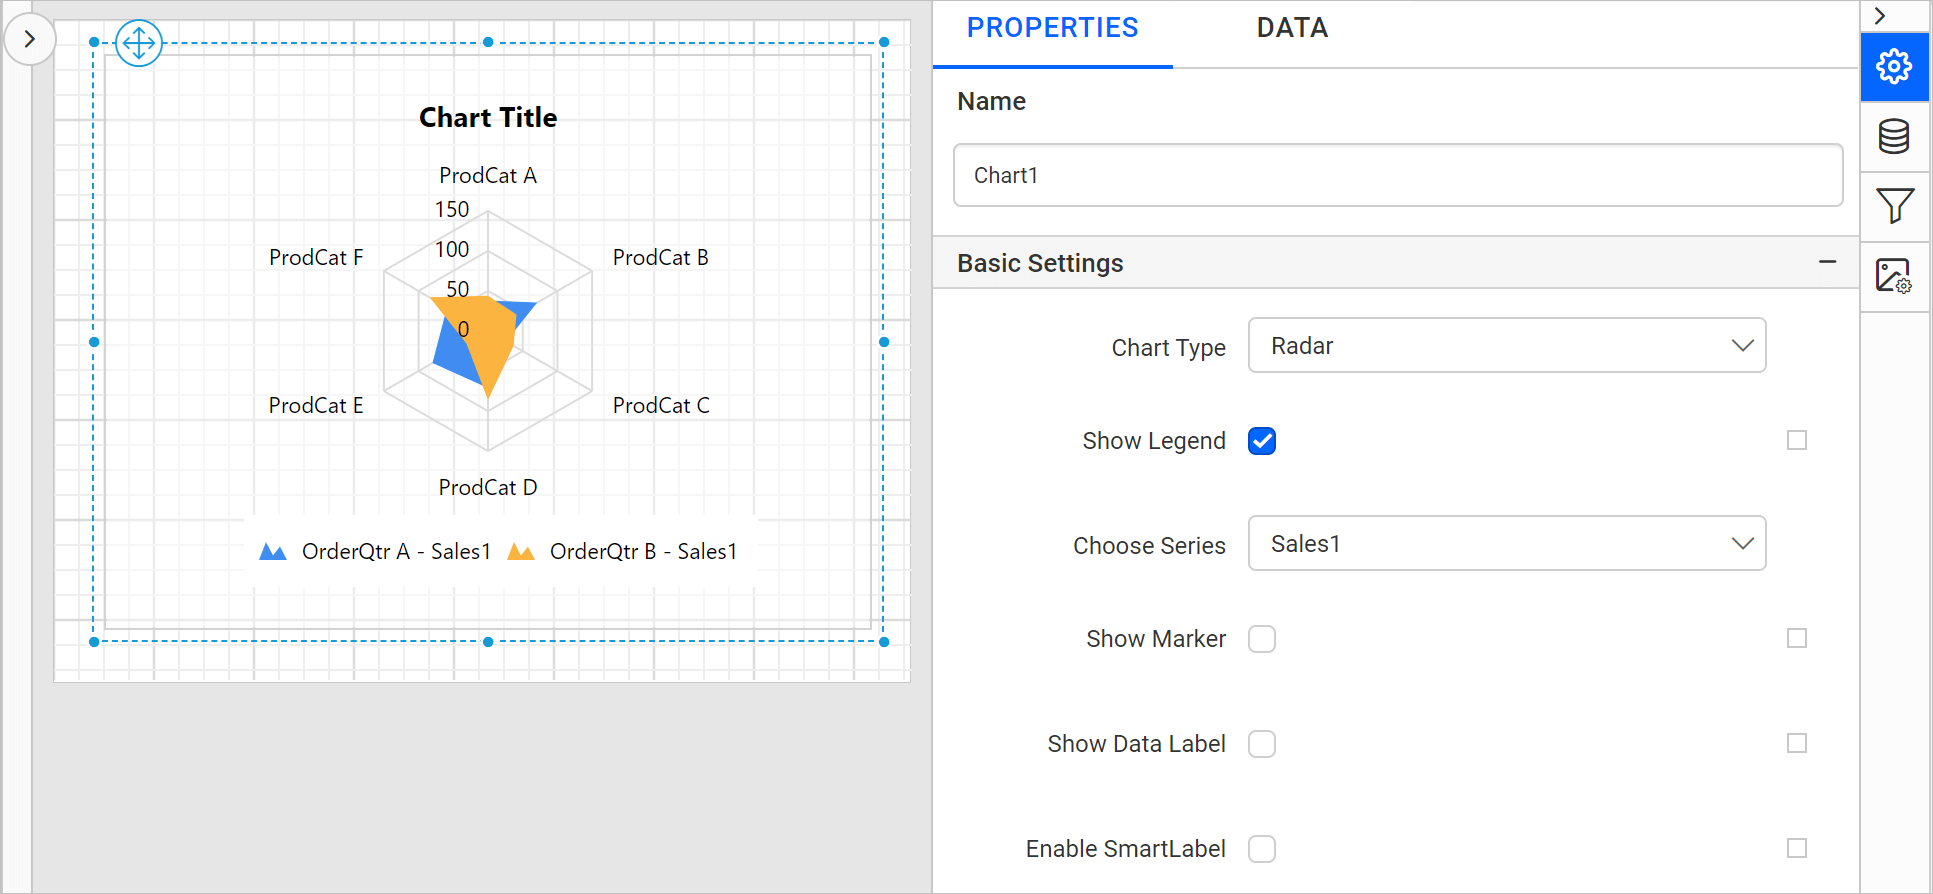 Chart Title
ProdCat A
150
ProdCat F
100
ProdCat B
50
0
ProdCat E
ProdCat C
ProdCat D
OrderQtr A - Sales1
OrderQtr B - Sales1
PROPERTIES
DATA
Name
Chart1
Basic Settings
Chart Type
Radar
Show Legend
Choose Series
Sales1
Show Marker
Show Data Label
Enable SmartLabel